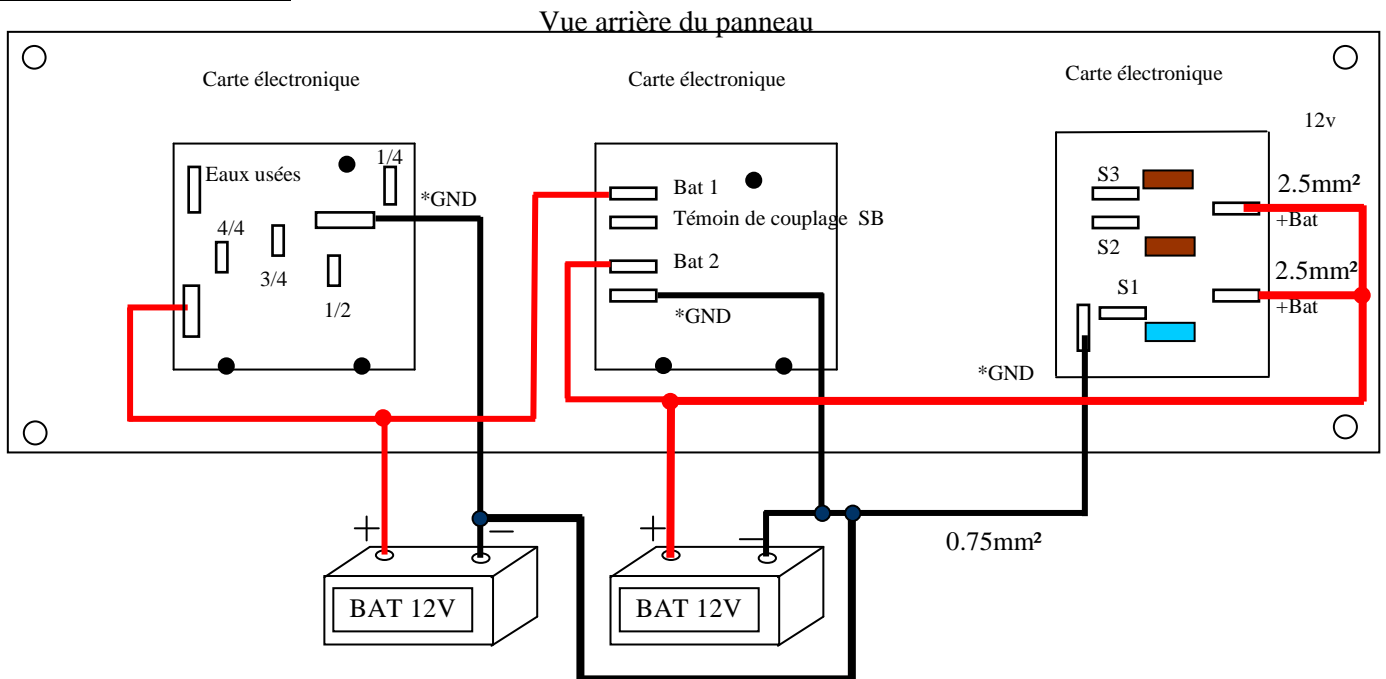 Vue arrière du panneau
Carte électronique
Carte électronique
Carte électronique
12v
Eaux usées
1/4
*GND
4/4
3/4
1/2
Bat 1
Témoin de couplage SB
Bat 2
*GND
S3
S2
S1
2.5mm²
+Bat
2.5mm²
+Bat
*GND
+
−
+
−
0.75mm²
BAT 12V
BAT 12V